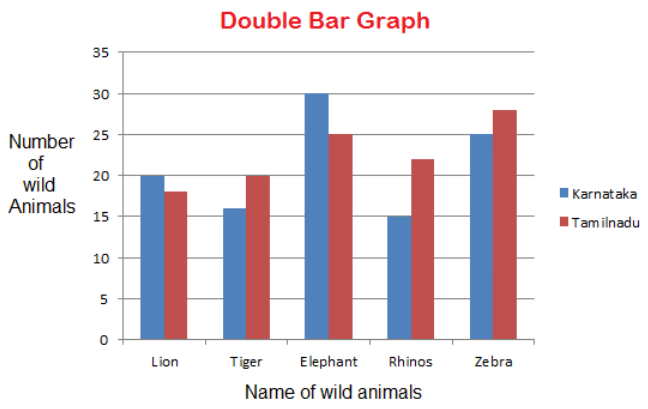 Double Bar Graph
35
30
25
20
15
10
5
0
Number
of
wild
Animals
Lion Tiger Elephant Rhinos Zebra
Name of wild animals
Karnataka
Tamilnadu